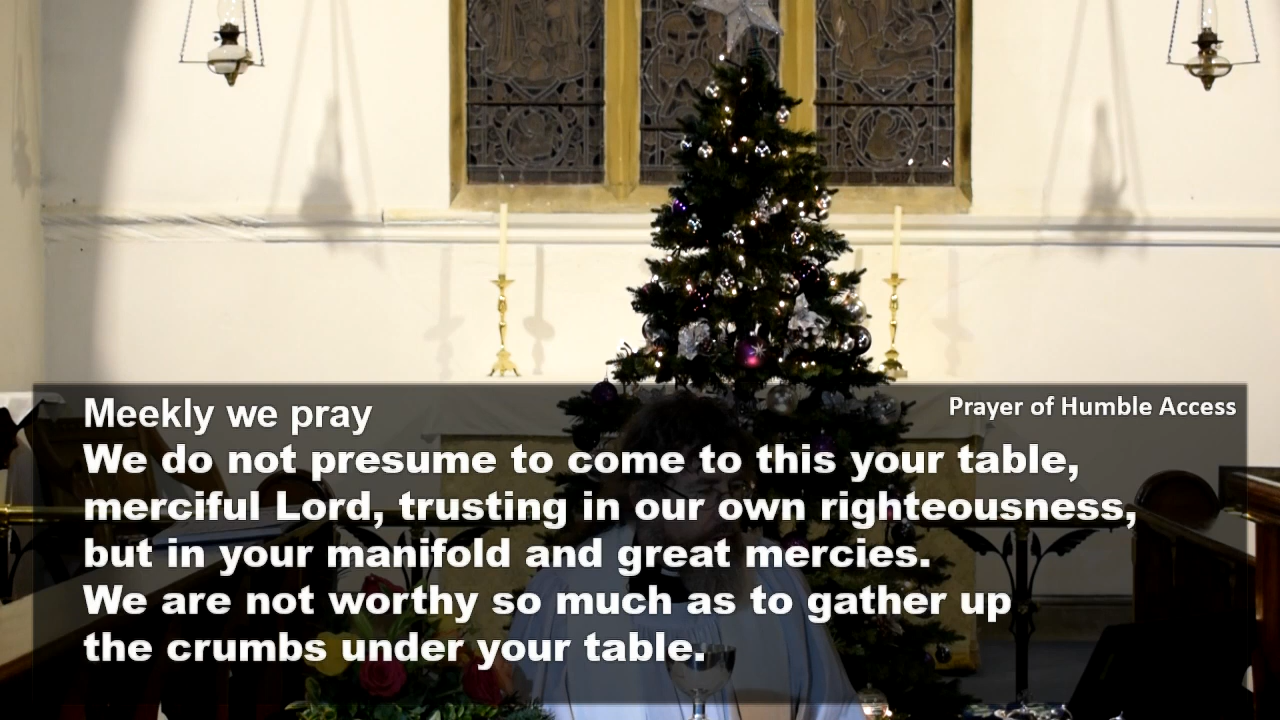 Meekly we pray
Prayer of Humble Access
We do not presume to come to this your table,
merciful Lord, trusting in our own righteousness,
but in your manifold and great mercies.
We are not worthy so much as to gather up
the crumbs under your table.